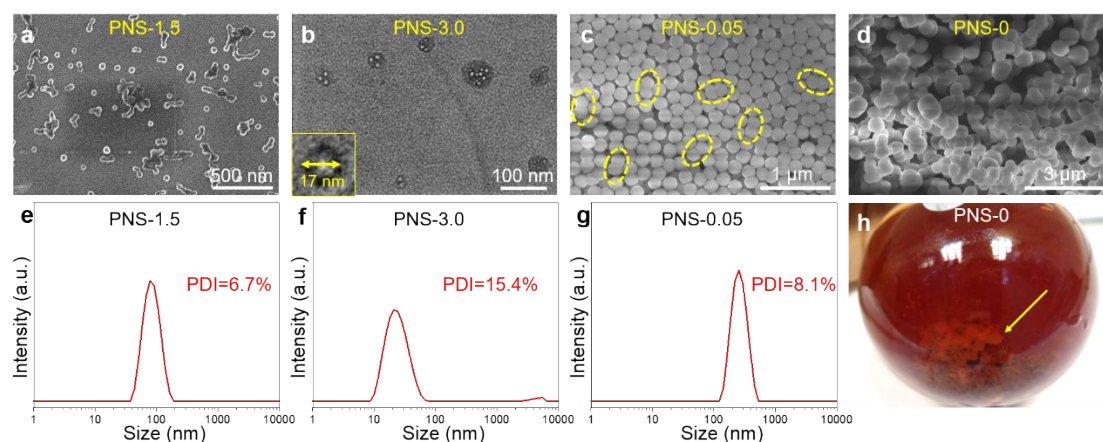 a
PNS-1.5
500 nm
b
PNS-3.0
17 nm
100 nm
c
PNS-0.05
1 µm
d
PNS-0
3 µm
e
PNS-1.5
PDI=6.7%
Intensity (a.u.)
1 10 100 1000 10000
Size (nm)
f
PNS-3.0
PDI=15.4%
Intensity (a.u.)
1 10 100 1000 10000
Size (nm)
g
PNS-0.05
PDI=8.1%
Intensity (a.u.)
1 10 100 1000 10000
Size (nm)
h
PNS-0